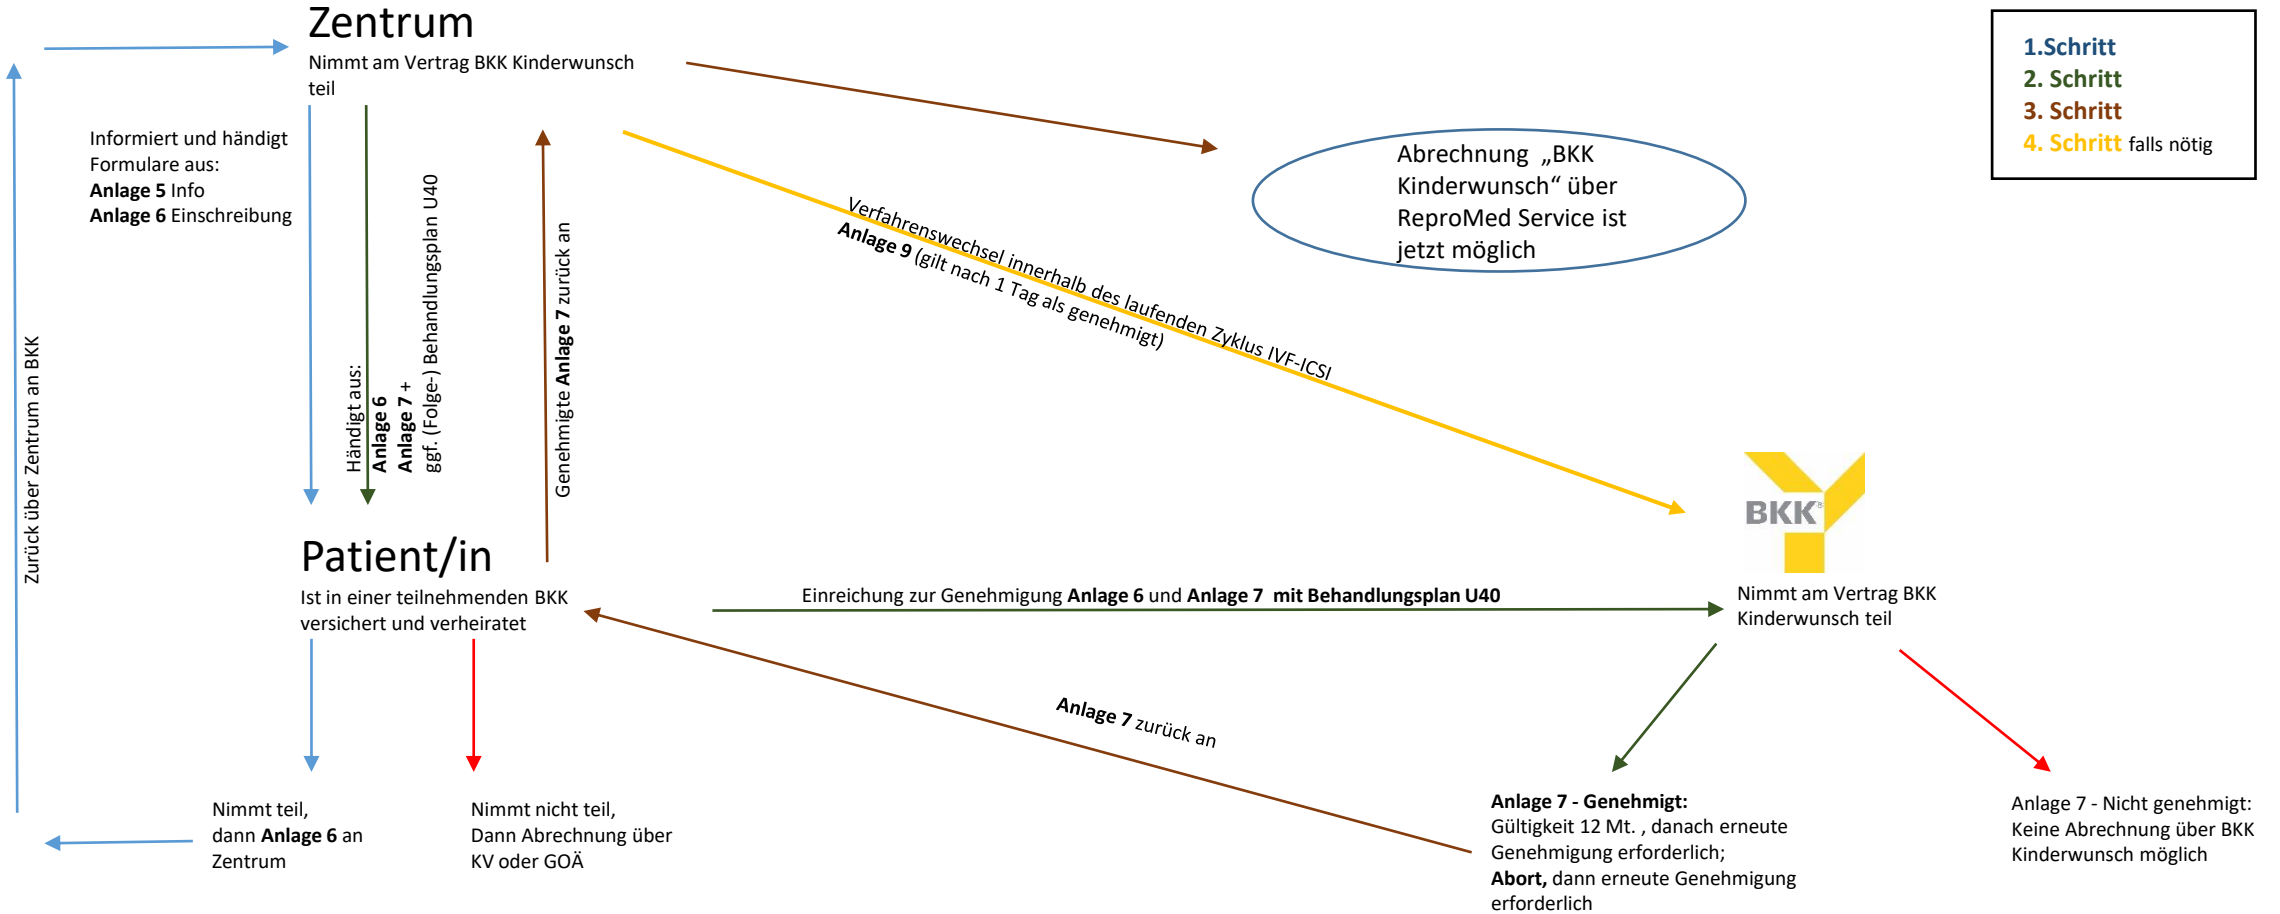 Zentrum
Nimmt am Vertrag BKK Kinderwunsch
teil
1.Schritt
2. Schritt
3. Schritt
4. Schritt falls nötig
Informiert und händigt
Formulare aus:
Anlage 5 Info
Anlage 6 Einschreibung
Abrechnung „BKK
Kinderwunsch“ über
ReproMed Service ist
jetzt möglich
Zurück über Zentrum an BKK
Händigt aus:
Anlage 6
Anlage 7 +
ggf. (Folge-) Behandlungsplan U40
Genehmigte Anlage 7 zurück an
Verfahrenswechsel innerhalb des laufenden Zyklus IVF-ICSI
Anlage 9 (gilt nach 1 Tag als genehmigt)
BKK®
Patient/in
Ist in einer teilnehmenden BKK
versichert und verheiratet
Einreichung zur Genehmigung Anlage 6 und Anlage 7 mit Behandlungsplan U40
Nimmt am Vertrag BKK
Kinderwunsch teil
Anlage 7 zurück an
Nimmt teil,
dann Anlage 6 an
Zentrum
Nimmt nicht teil,
Dann Abrechnung über
KV oder GOÄ
Anlage 7 - Genehmigt:
Gültigkeit 12 Mt. , danach erneute
Genehmigung erforderlich;
Abort, dann erneute Genehmigung
erforderlich
Anlage 7 - Nicht genehmigt:
Keine Abrechnung über BKK
Kinderwunsch möglich